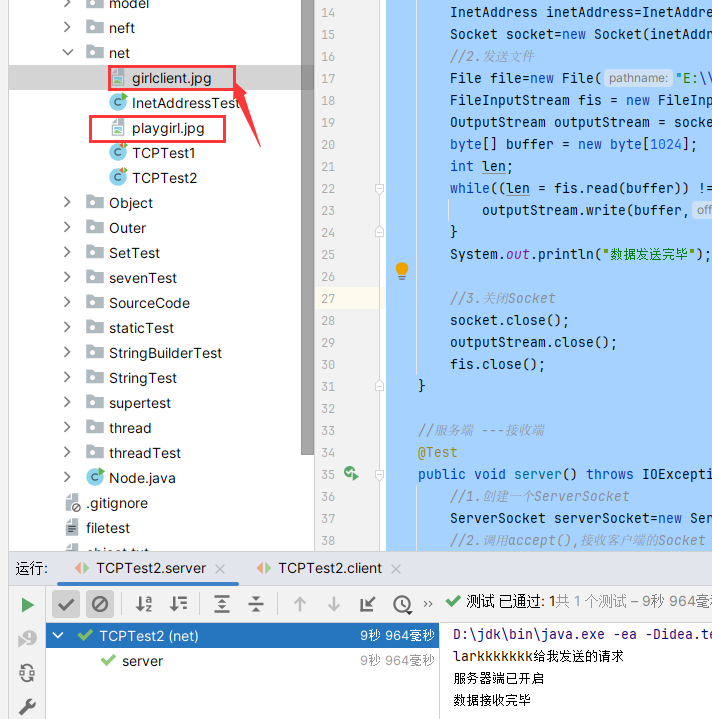 model
neft
net
girlclient.jpg
InetAddressTest
playgirl.jpg
TCPTest1
TCPTest2
Object
Outer
SetTest
sevenTest
SourceCode
staticTest
StringBuilderTest
StringTest
supertest
thread
threadTest
Node.java
.gitignore
filetest
14 InetAddress inetAddress=InetAddre
15 Socket socket=new Socket(inetAddr
16 //2.发送文件
17 File file=new File( pathname: "E:\\
18 FileInputStream fis = new FileInpu
19 OutputStream outputStream = socke
20 byte[] buffer = new byte[1024];
21 int len;
22 while((len = fis.read(buffer)) !=
23 outputStream.write(buffer, off
24 }
25 System.out.println("数据发送完毕");
26
27 //3.关闭Socket
28 socket.close();
29 outputStream.close();
30 fis.close();
31 }
32
33 //服务端 ---接收端
34 @Test
35 public void server() throws IOExcepti
36 //1.创建一个ServerSocket
37 ServerSocket serverSocket=new Ser
38 //2.调用accept(),接收客户端的Socket
运行: TCPTest2.server × TCPTest2.client ×
>> 测试 已通过: 1共 1 个测试 – 9秒 964毫秒
TCPTest2 (net) 9秒 964毫秒
server 9秒 964毫秒
D:\jdk\bin\java.exe -ea -Didea.te
larkkkkkkk给我发送的请求
服务器端已开启
数据接收完毕